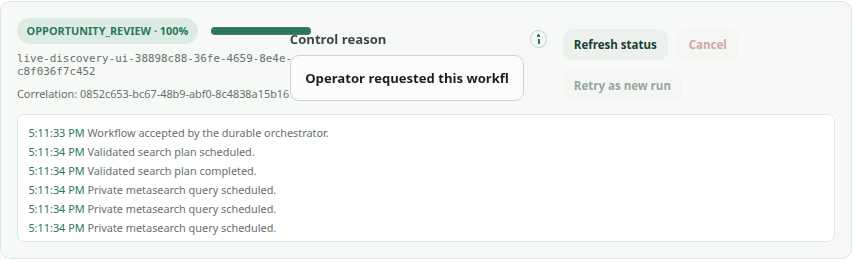 OPPORTUNITY_REVIEW · 100%
live-discovery-ui-38898c88-36fe-4659-8e4e-
c8f036f7c452
Correlation: 0852c653-bc67-48b9-abf0-8c4838a15b16
Control reason
Operator requested this workfl
Refresh status
Cancel
Retry as new run
5:11:33 PM Workflow accepted by the durable orchestrator.
5:11:34 PM Validated search plan scheduled.
5:11:34 PM Validated search plan completed.
5:11:34 PM Private metasearch query scheduled.
5:11:34 PM Private metasearch query scheduled.
5:11:34 PM Private metasearch query scheduled.